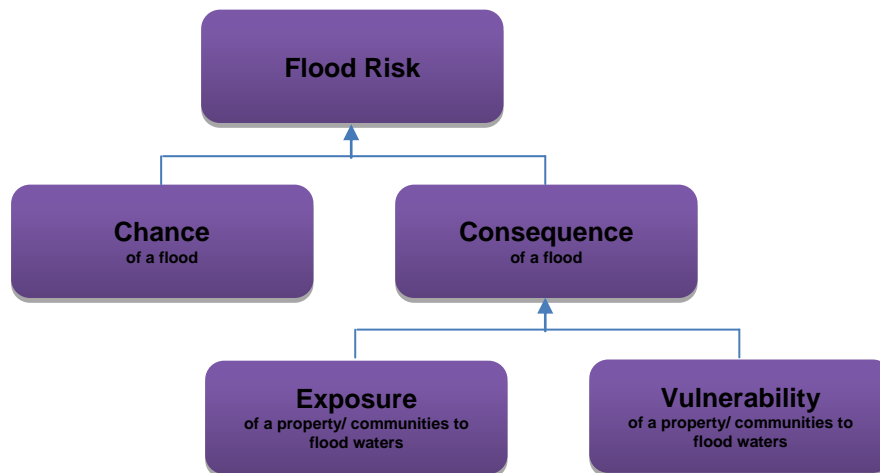 Flood Risk
Chance
of a flood
Consequence
of a flood
Exposure
of a property/ communities to
flood waters
Vulnerability
of a property/ communities to
flood waters